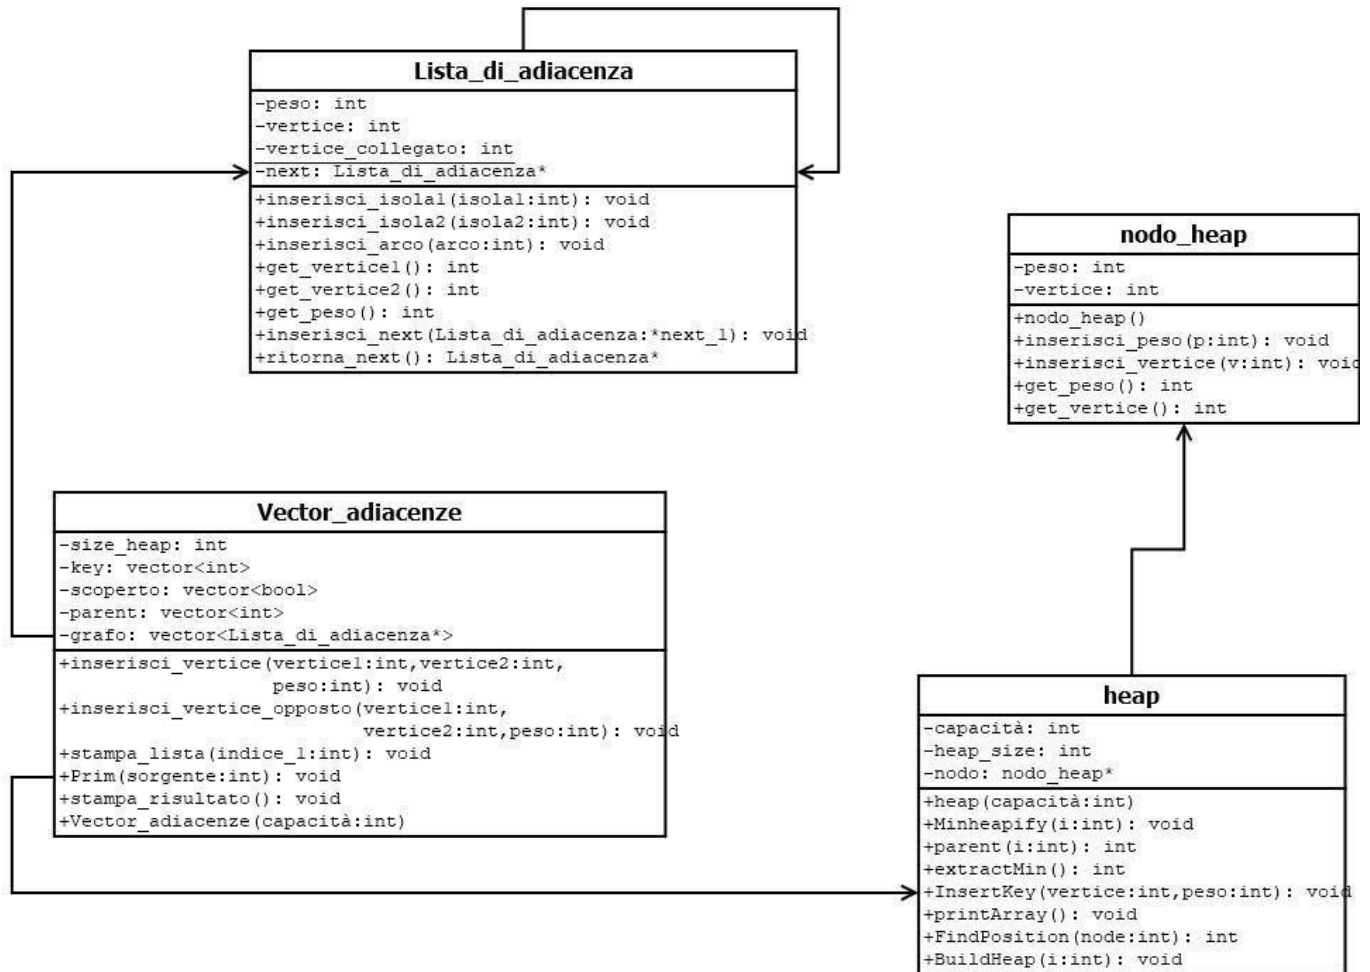 Lista_di_adiacenza
-peso: int
-vertice: int
-vertice_collegato: int
-next: Lista_di_adiacenza*
+inserisci_isola1(isola1:int): void
+inserisci_isola2(isola2:int): void
+inserisci_arco(arco:int): void
+get_vertice1(): int
+get_vertice2(): int
+get_peso(): int
+inserisci_next(Lista_di_adiacenza:*next_1): void
+ritorna_next(): Lista_di_adiacenza*
nodo_heap
-peso: int
-vertice: int
+nodo_heap()
+inserisci_peso(p:int): void
+inserisci_vertice(v:int): void
+get_peso(): int
+get_vertice(): int
Vector_adiacenze
-size_heap: int
-key: vector<int>
-scoperto: vector<bool>
-parent: vector<int>
-grafo: vector<Lista_di_adiacenza*>
+inserisci_vertice(vertice1:int,vertice2:int,
peso:int): void
+inserisci_vertice_opposto(vertice1:int,
vertice2:int,peso:int): void
+stampa_lista(indice_1:int): void
+Prim(sorgente:int): void
+stampa_risultato(): void
+Vector_adiacenze(capacità:int)
heap
-capacità: int
-heap_size: int
-nodo: nodo_heap*
+heap(capacità:int)
+Minheapify(i:int): void
+parent(i:int): int
+extractMin(): int
+InsertKey(vertice:int,peso:int): void
+printArray(): void
+FindPosition(node:int): int
+BuildHeap(i:int): void